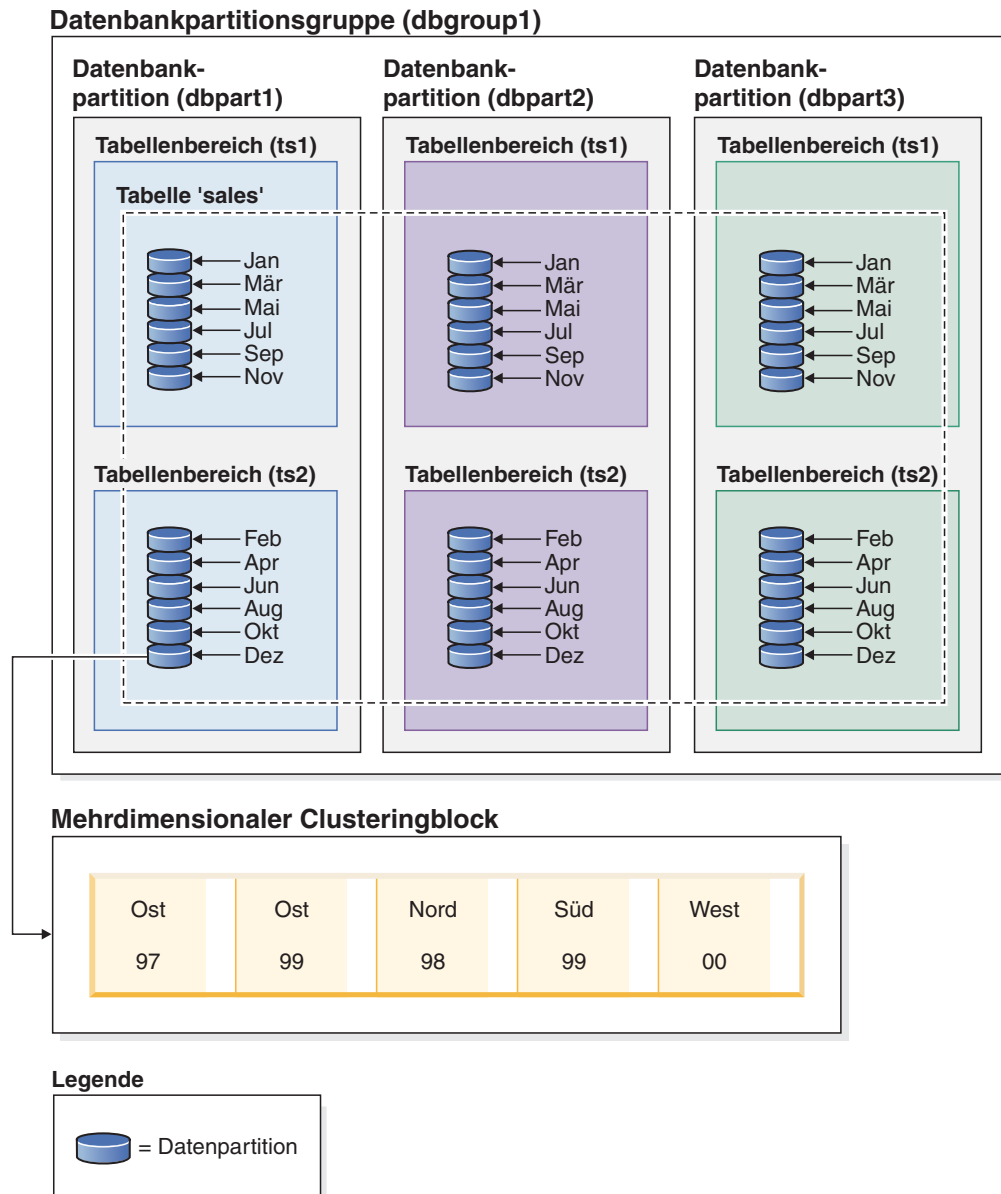 Datenbankpartitionsgruppe (dbgroup1)
Datenbank-
partition (dbpart1)
Datenbank-
partition (dbpart2)
Datenbank-
partition (dbpart3)
Tabellenbereich (ts1)
Tabellenbereich (ts1)
Tabellenbereich (ts1)
Tabelle 'sales'
Jan
Mär
Mai
Jul
Sep
Nov
Jan
Mär
Mai
Jul
Sep
Nov
Jan
Mär
Mai
Jul
Sep
Nov
Tabellenbereich (ts2)
Tabellenbereich (ts2)
Tabellenbereich (ts2)
Feb
Apr
Jun
Aug
Okt
Dez
Feb
Apr
Jun
Aug
Okt
Dez
Feb
Apr
Jun
Aug
Okt
Dez
Mehrdimensionaler Clusteringblock
Ost
97
Ost
99
Nord
98
Süd
99
West
00
Legende
= Datenpartition